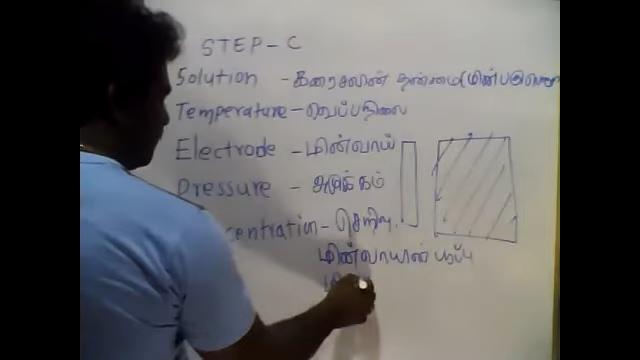 STEP - C
Solution - கரைசலின் தன்மை (மின்பகுளி
Temperature - வெப்பநிலை
Electrode - மின்வாய்
Pressure - அழுத்தம்
centration - செறிவு
மின்வாயின் பரப்பு